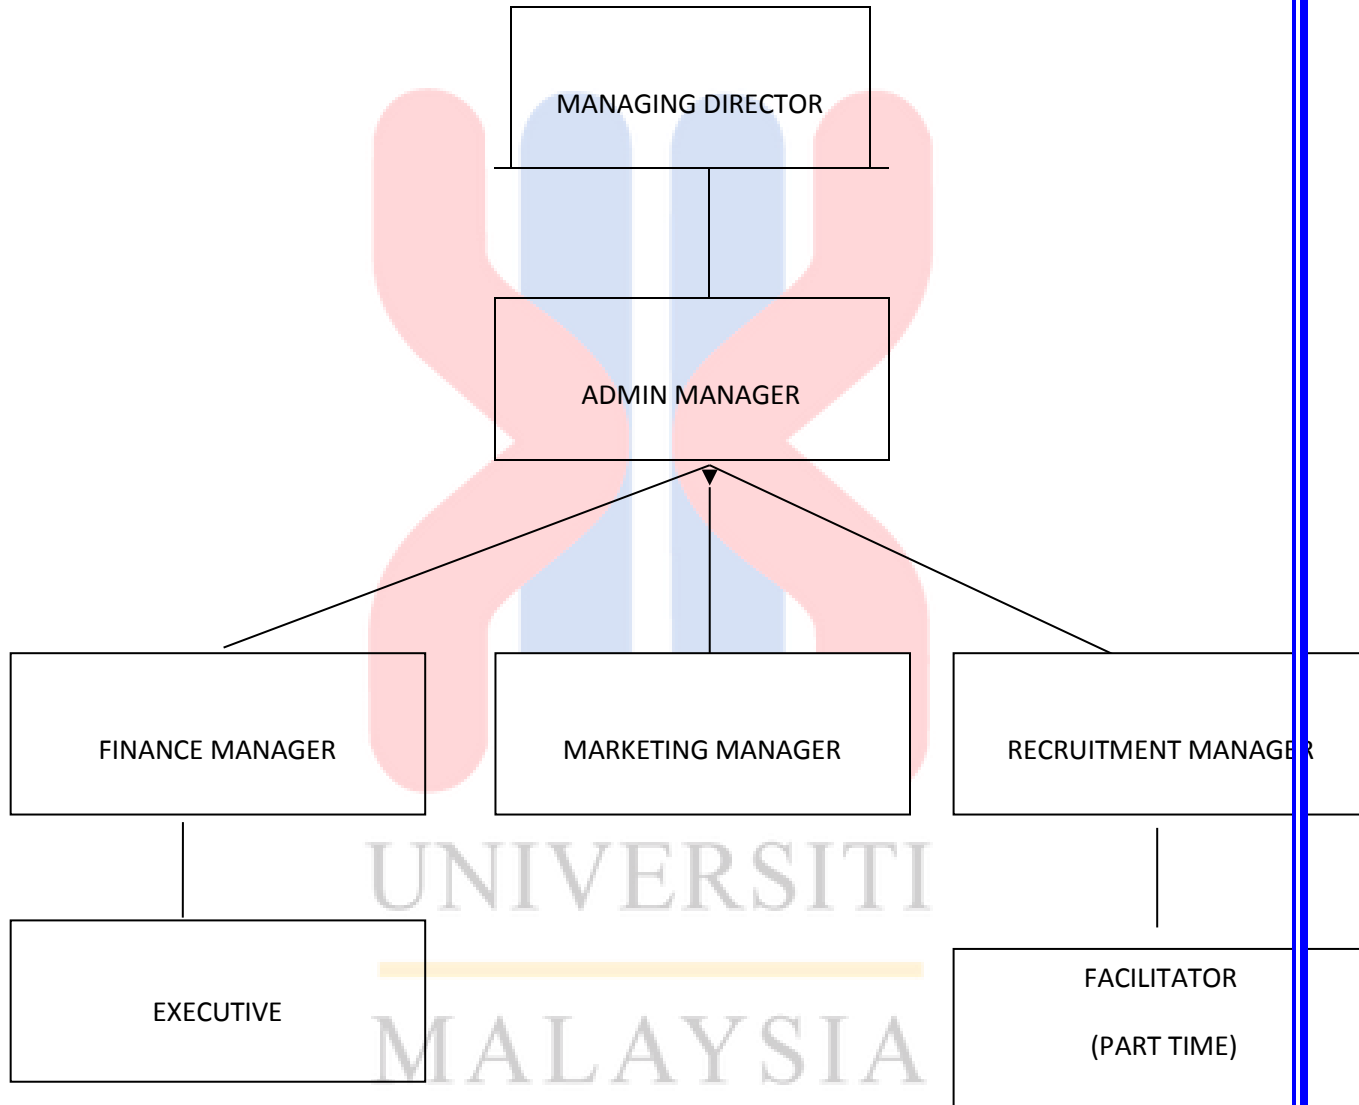 MANAGING DIRECTOR
ADMIN MANAGER
FINANCE MANAGER
MARKETING MANAGER
RECRUITMENT MANAGER
UNIVERSITI
EXECUTIVE
FACILITATOR
(PART TIME)
MALAYSIA